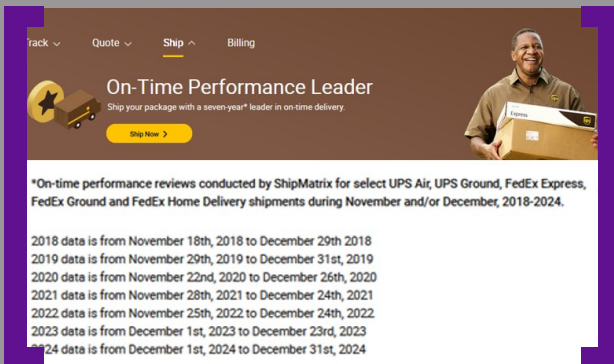 Track
Quote
Ship
Billing
On-Time Performance Leader
Ship your package with a seven-year* leader in on-time delivery.
Ship Now
Express
*On-time performance reviews conducted by ShipMatrix for select UPS Air, UPS Ground, FedEx Express,
FedEx Ground and FedEx Home Delivery shipments during November and/or December, 2018-2024.
2018 data is from November 18th, 2018 to December 29th 2018
2019 data is from November 29th, 2019 to December 31st, 2019
2020 data is from November 22nd, 2020 to December 26th, 2020
2021 data is from November 28th, 2021 to December 24th, 2021
2022 data is from November 25th, 2022 to December 24th, 2022
2023 data is from December 1st, 2023 to December 23rd, 2023
2024 data is from December 1st, 2024 to December 31st, 2024